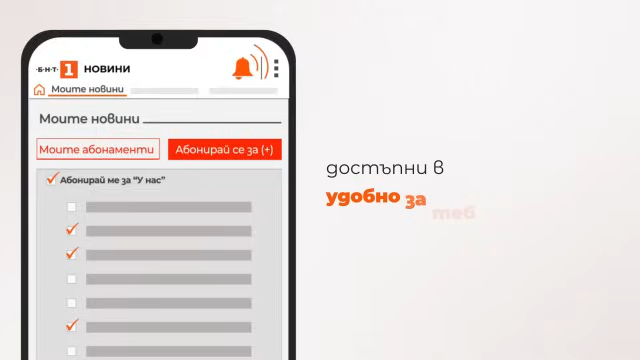 ·Б·Н·Т· 1 НОВИНИ
Моите новини
Моите новини
Моите абонаменти
Абонирай се за (+)
Абонирай ме за “У нас”
достъпни в
удобно за
теб